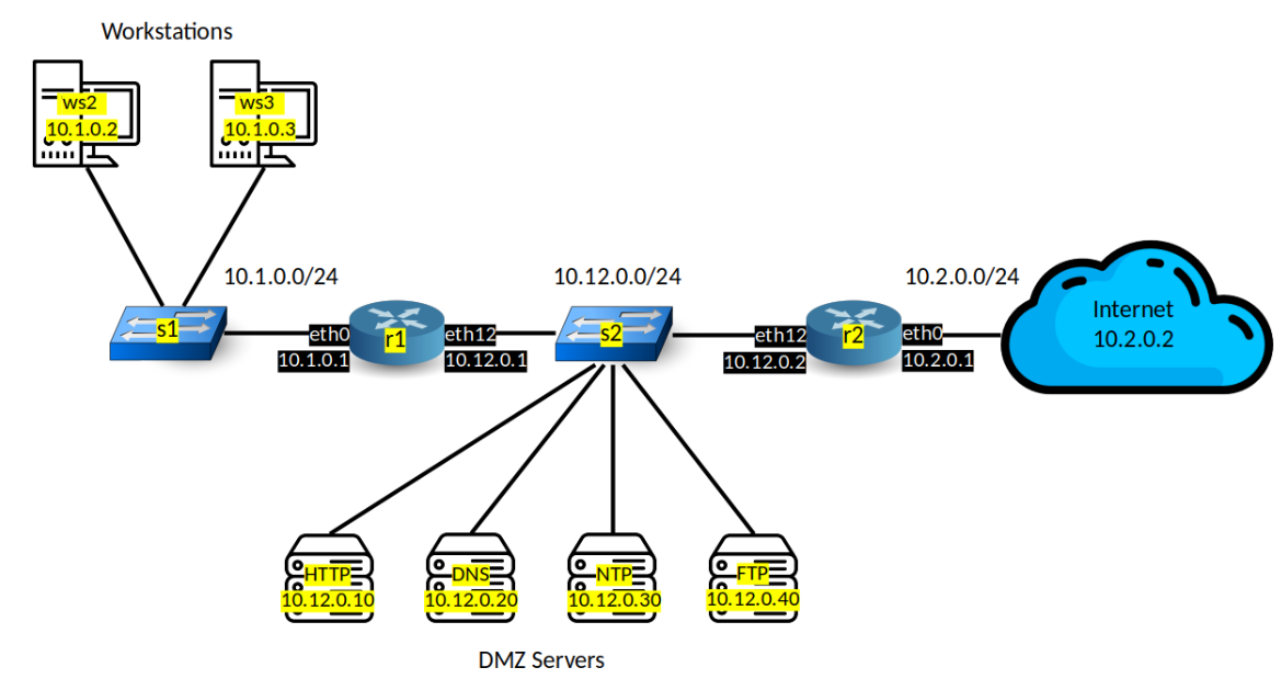 Workstations
ws2
10.1.0.2
ws3
10.1.0.3
10.1.0.0/24
10.12.0.0/24
10.2.0.0/24
s1
eth0
10.1.0.1
r1
eth12
10.12.0.1
s2
eth12
10.12.0.2
r2
eth0
10.2.0.1
Internet
10.2.0.2
HTTP
10.12.0.10
DNS
10.12.0.20
NTP
10.12.0.30
FTP
10.12.0.40
DMZ Servers